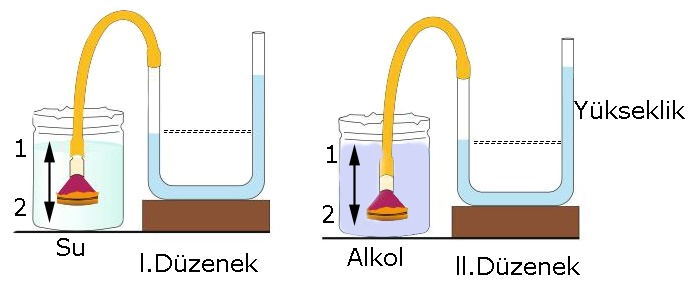 1
2
Su
I.Düzenek
1
2
Alkol
II.Düzenek
Yükseklik